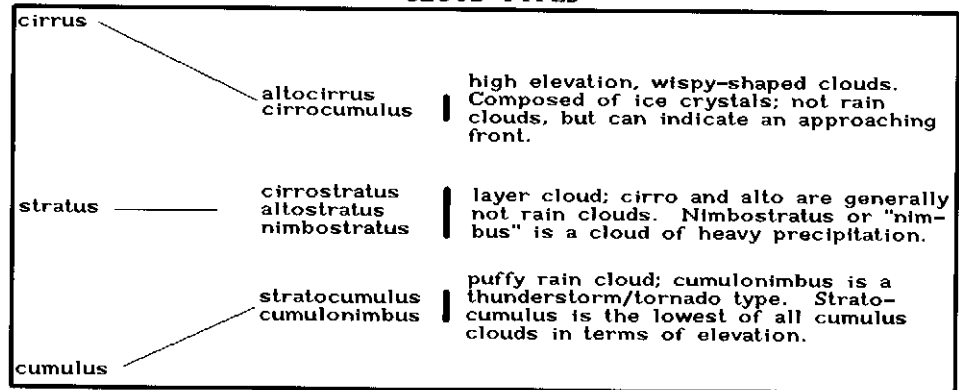 cirrus
altocirrus
cirrocumulus
high elevation, wispy-shaped clouds.
Composed of ice crystals; not rain
clouds, but can indicate an approaching
front.
stratus
cirrostratus
altostratus
nimbostratus
layer cloud; cirro and alto are generally
not rain clouds. Nimbostratus or "nim-
bus" is a cloud of heavy precipitation.
stratocumulus
cumulonimbus
puffy rain cloud; cumulonimbus is a
thunderstorm/tornado type. Strato-
cumulus is the lowest of all cumulus
clouds in terms of elevation.
cumulus